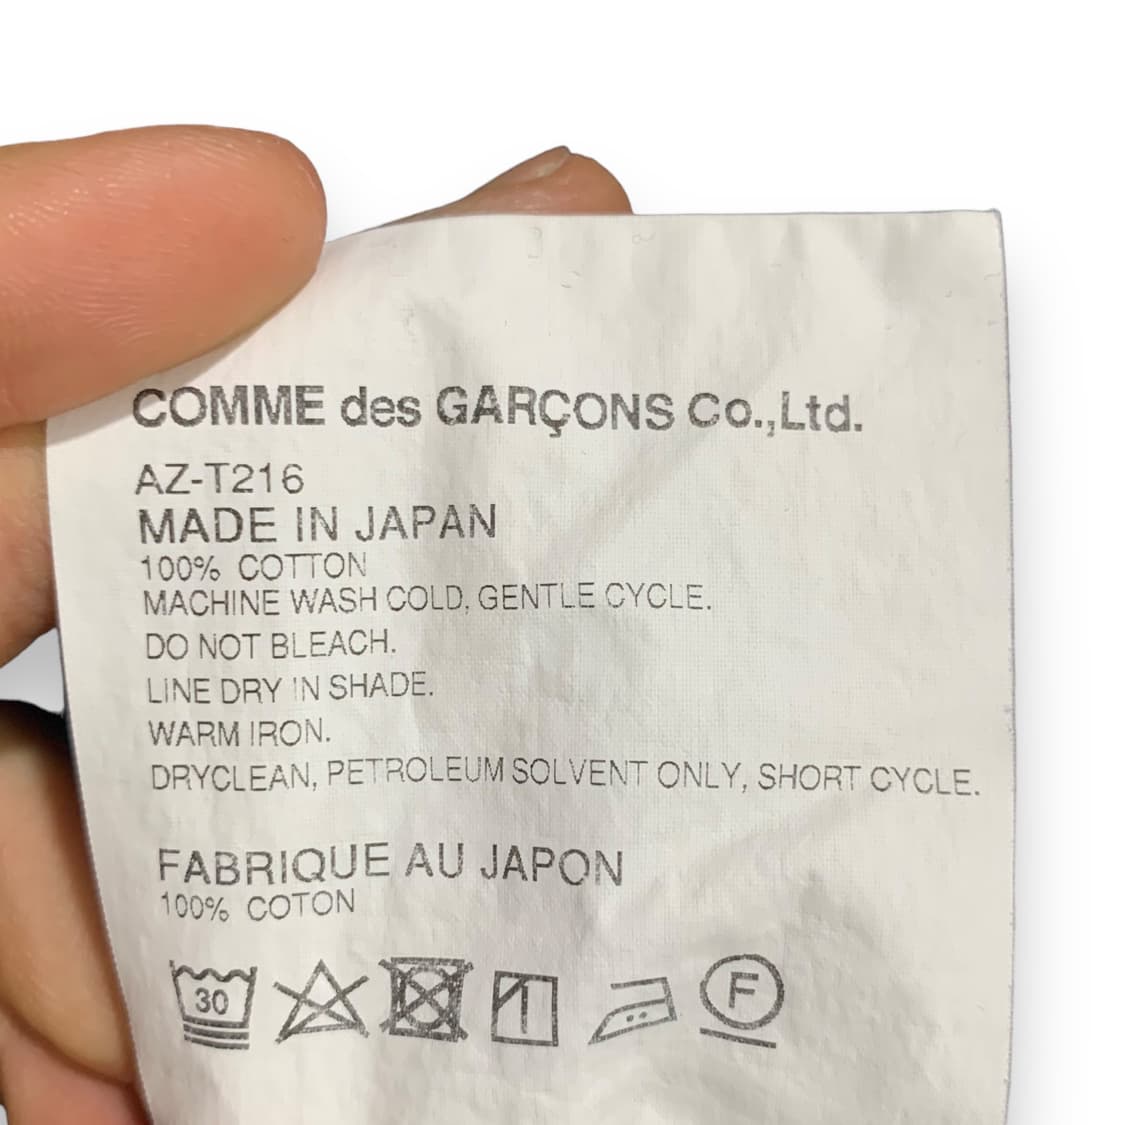 COMME des GARÇONS Co.,Ltd.
AZ-T216
MADE IN JAPAN
100% COTTON
MACHINE WASH COLD, GENTLE CYCLE.
DO NOT BLEACH.
LINE DRY IN SHADE.
WARM IRON.
DRYCLEAN, PETROLEUM SOLVENT ONLY, SHORT CYCLE.
FABRIQUE AU JAPON
100% COTON
30 F